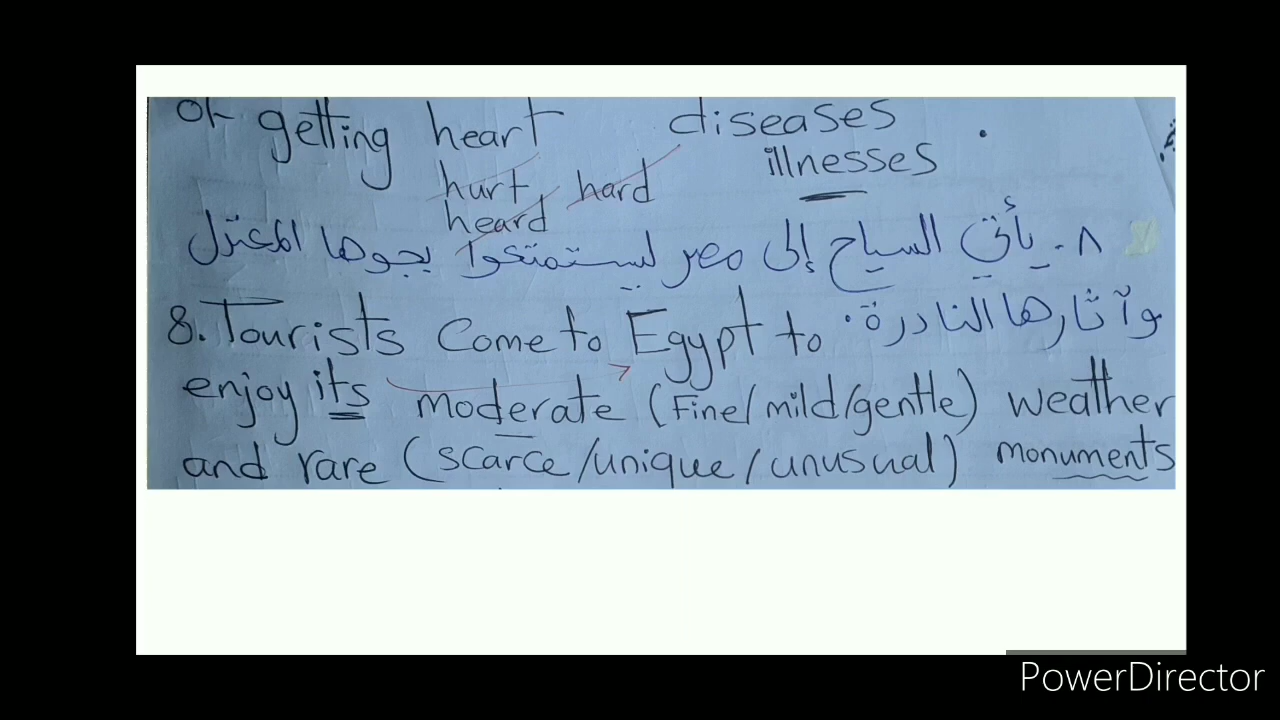 of getting heart diseases .
hurt, hard illnesses
heard
٨- يأتي السياح إلى مصر ليستمتعوا بجوها المعتدل
وآثارها النادرة.
8. Tourists Come to Egypt to
enjoy its moderate (Fine/mild/gentle) weather
and rare (scarce/unique/unusual) monuments
PowerDirector